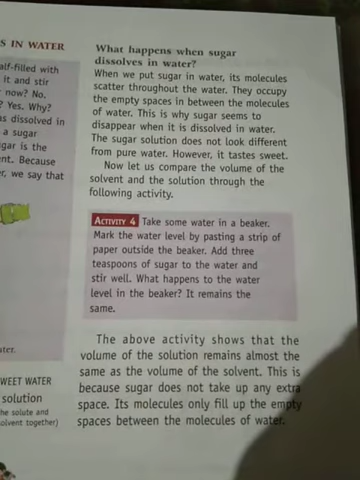 S IN WATER
alf-filled with
it and stir
now? No.
? Yes. Why?
s dissolved in
a sugar
gar is the
nt. Because
r, we say that
ter.
WEET WATER
solution
he solute and
olvent together)
What happens when sugar
dissolves in water?
When we put sugar in water, its molecules
scatter throughout the water. They occupy
the empty spaces in between the molecules
of water. This is why sugar seems to
disappear when it is dissolved in water.
The sugar solution does not look different
from pure water. However, it tastes sweet.
Now let us compare the volume of the
solvent and the solution through the
following activity.
ACTIVITY 4 Take some water in a beaker.
Mark the water level by pasting a strip of
paper outside the beaker. Add three
teaspoons of sugar to the water and
stir well. What happens to the water
level in the beaker? It remains the
same.
The above activity shows that the
volume of the solution remains almost the
same as the volume of the solvent. This is
because sugar does not take up any extra
space. Its molecules only fill up the empty
spaces between the molecules of water.